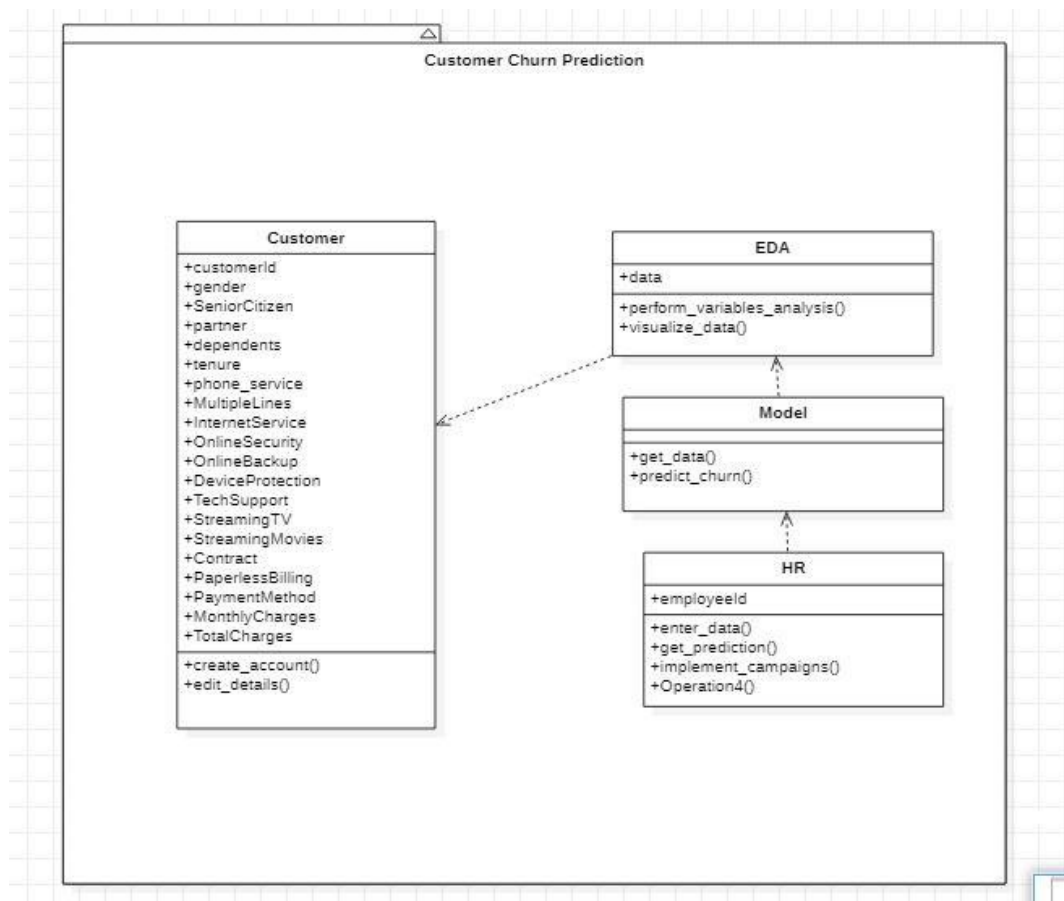 Customer Churn Prediction
Customer
+customerId
+gender
+SeniorCitizen
+partner
+dependents
+tenure
+phone_service
+MultipleLines
+InternetService
+OnlineSecurity
+OnlineBackup
+DeviceProtection
+TechSupport
+StreamingTV
+StreamingMovies
+Contract
+PaperlessBilling
+PaymentMethod
+MonthlyCharges
+TotalCharges
+create_account()
+edit_details()
EDA
+data
+perform_variables_analysis()
+visualize_data()
Model
+get_data()
+predict_churn()
HR
+employeeId
+enter_data()
+get_prediction()
+implement_campaigns()
+Operation4()